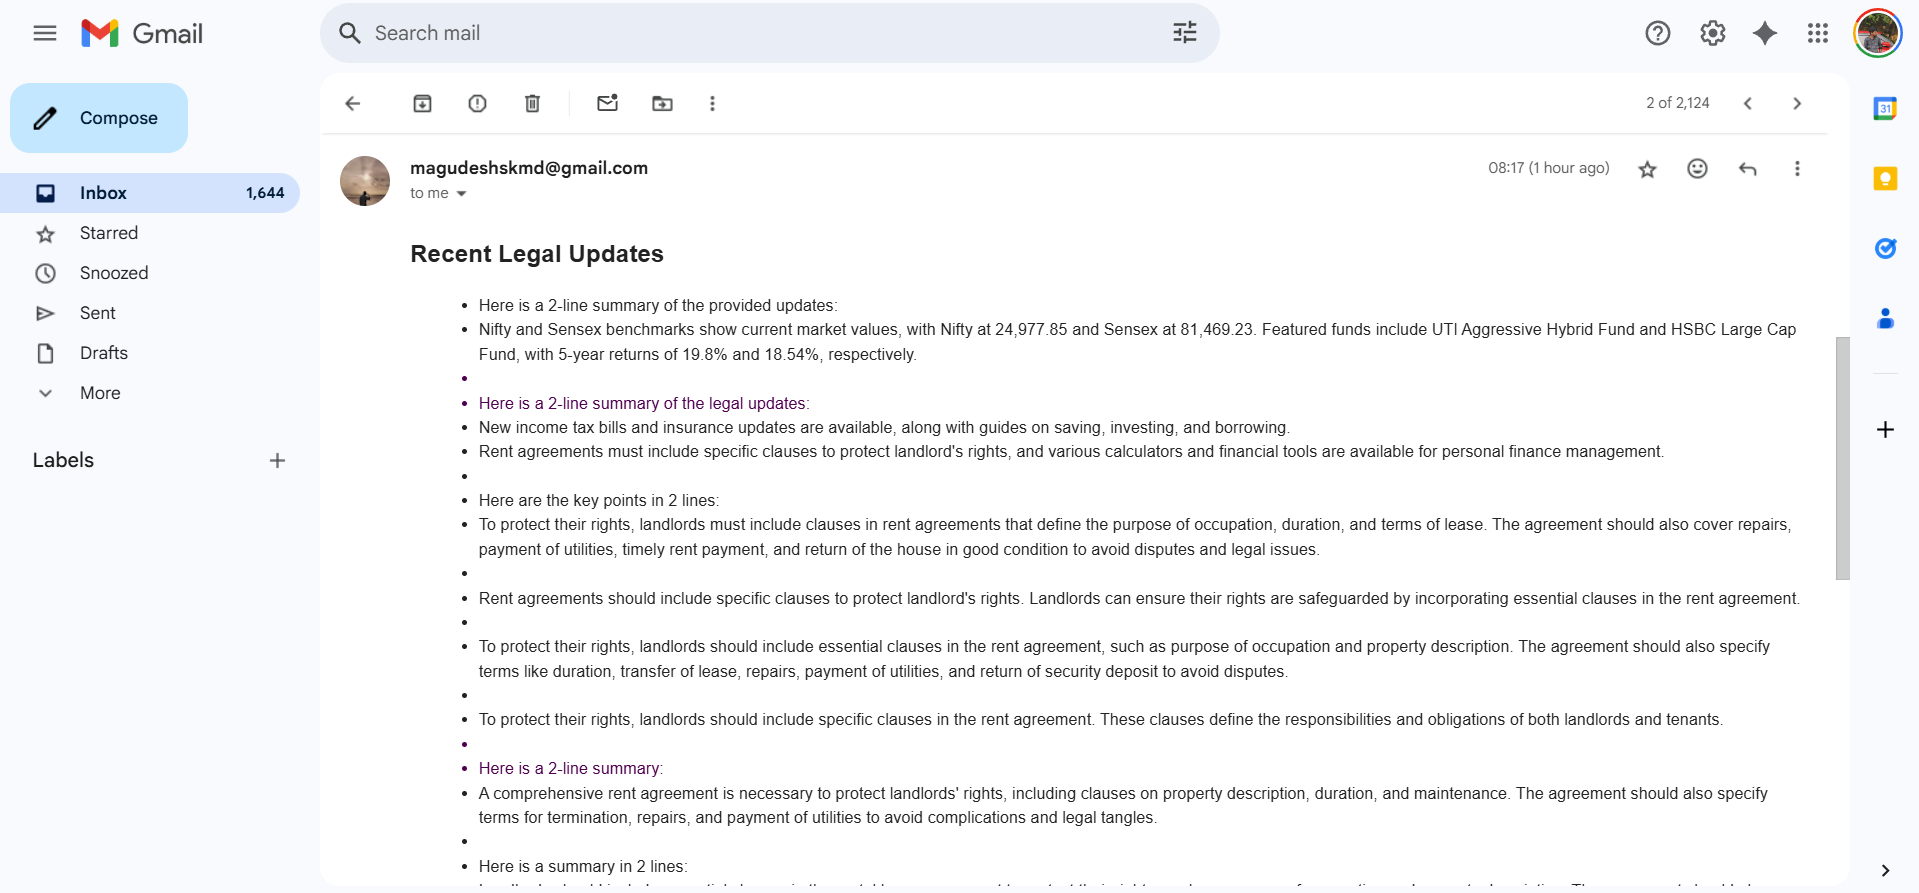 Gmail
Search mail
Compose
Inbox 1,644
Starred
Snoozed
Sent
Drafts
More
Labels
2 of 2,124
31
magudeshskmd@gmail.com
08:17 (1 hour ago)
to me
Recent Legal Updates
Here is a 2-line summary of the provided updates:
Nifty and Sensex benchmarks show current market values, with Nifty at 24,977.85 and Sensex at 81,469.23. Featured funds include UTI Aggressive Hybrid Fund and HSBC Large Cap
Fund, with 5-year returns of 19.8% and 18.54%, respectively.
Here is a 2-line summary of the legal updates:
New income tax bills and insurance updates are available, along with guides on saving, investing, and borrowing.
Rent agreements must include specific clauses to protect landlord's rights, and various calculators and financial tools are available for personal finance management.
Here are the key points in 2 lines:
To protect their rights, landlords must include clauses in rent agreements that define the purpose of occupation, duration, and terms of lease. The agreement should also cover repairs,
payment of utilities, timely rent payment, and return of the house in good condition to avoid disputes and legal issues.
Rent agreements should include specific clauses to protect landlord's rights. Landlords can ensure their rights are safeguarded by incorporating essential clauses in the rent agreement.
To protect their rights, landlords should include essential clauses in the rent agreement, such as purpose of occupation and property description. The agreement should also specify
terms like duration, transfer of lease, repairs, payment of utilities, and return of security deposit to avoid disputes.
To protect their rights, landlords should include specific clauses in the rent agreement. These clauses define the responsibilities and obligations of both landlords and tenants.
Here is a 2-line summary:
A comprehensive rent agreement is necessary to protect landlords' rights, including clauses on property description, duration, and maintenance. The agreement should also specify
terms for termination, repairs, and payment of utilities to avoid complications and legal tangles.
Here is a summary in 2 lines: